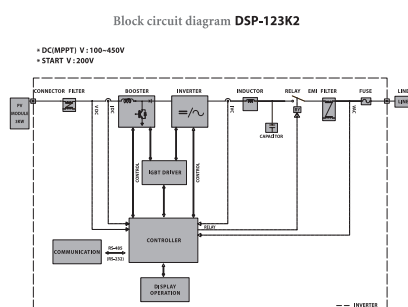 Block circuit diagram DSP-123K2
DC(MPPT) V : 100~450V
START V : 200V
CONNECTOR FILTER BOOSTER INVERTER INDUCTOR RELAY EMI FILTER FUSE LINE
PV
MODULE
LINE
VDC
CAPACITOR
CONTROL
CONTROL
IGBT DRIVER
RELAY
CONTROLLER
COMMUNICATION
RS-485
(RS-232)
DISPLAY
OPERATION
INVERTER